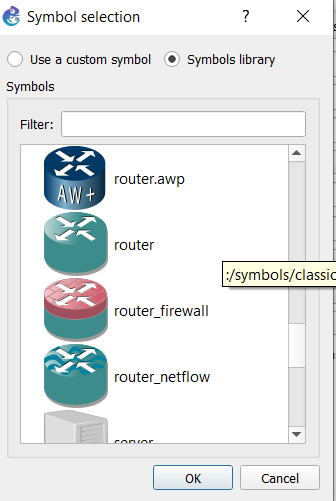 Symbol selection
Use a custom symbol
Symbols library
Symbols
Filter:
AW+
router.awp
router
:/symbols/classic
router_firewall
router_netflow
server
OK
Cancel